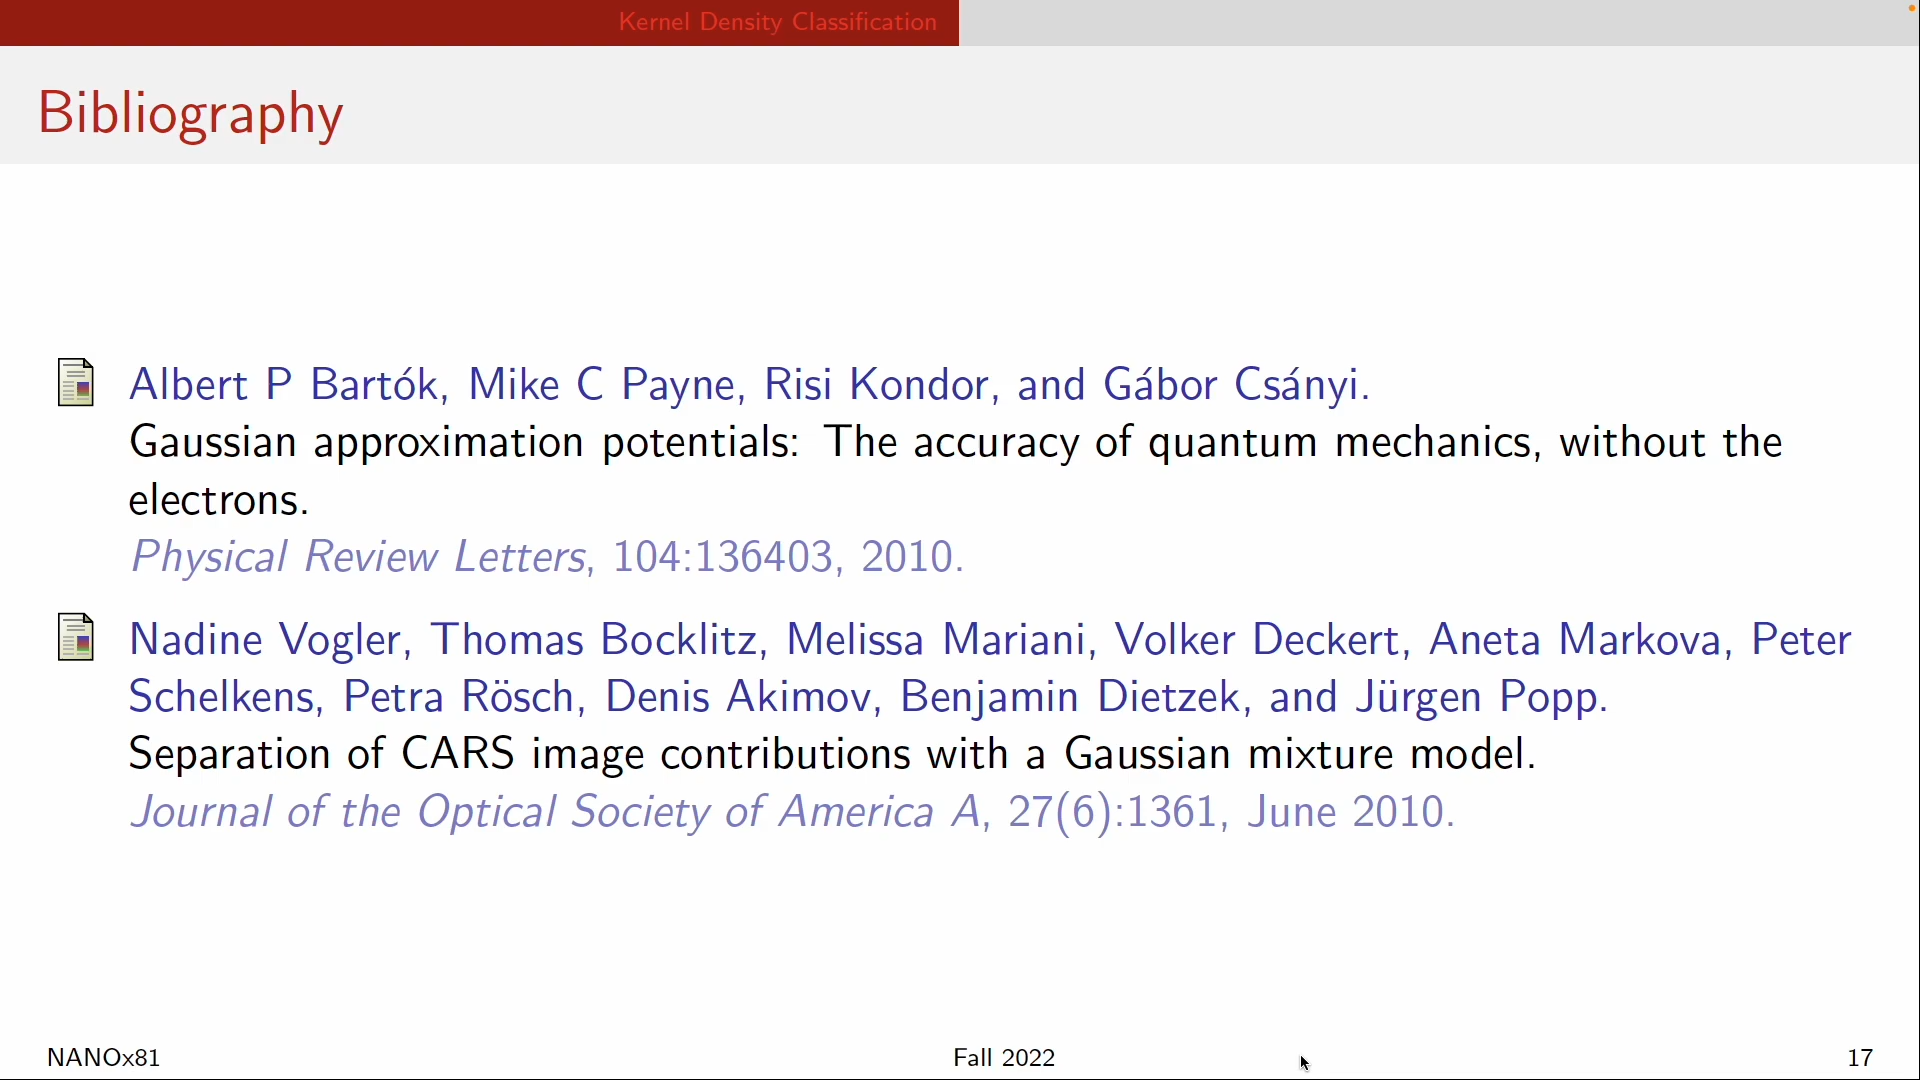 Kernel Density Classification
Bibliography
Albert P Bartók, Mike C Payne, Risi Kondor, and Gábor Csányi.
Gaussian approximation potentials: The accuracy of quantum mechanics, without the
electrons.
Physical Review Letters, 104:136403, 2010.
Nadine Vogler, Thomas Bocklitz, Melissa Mariani, Volker Deckert, Aneta Markova, Peter
Schelkens, Petra Rösch, Denis Akimov, Benjamin Dietzek, and Jürgen Popp.
Separation of CARS image contributions with a Gaussian mixture model.
Journal of the Optical Society of America A, 27(6):1361, June 2010.
NANOx81 Fall 2022 17